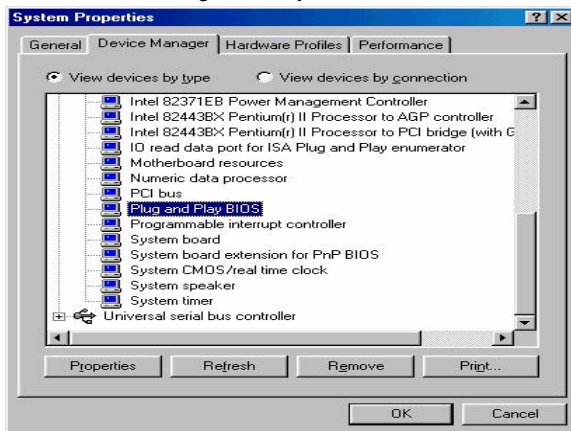 System Properties
General Device Manager Hardware Profiles Performance
View devices by type View devices by connection
Intel 82371EB Power Management Controller
Intel 82443BX Pentium(r) II Processor to AGP controller
Intel 82443BX Pentium(r) II Processor to PCI bridge (with G
IO read data port for ISA Plug and Play enumerator
Motherboard resources
Numeric data processor
PCI bus
Plug and Play BIOS
Programmable interrupt controller
System board
System board extension for PnP BIOS
System CMOS/real time clock
System speaker
System timer
Universal serial bus controller
Properties Refresh Remove Print...
OK Cancel